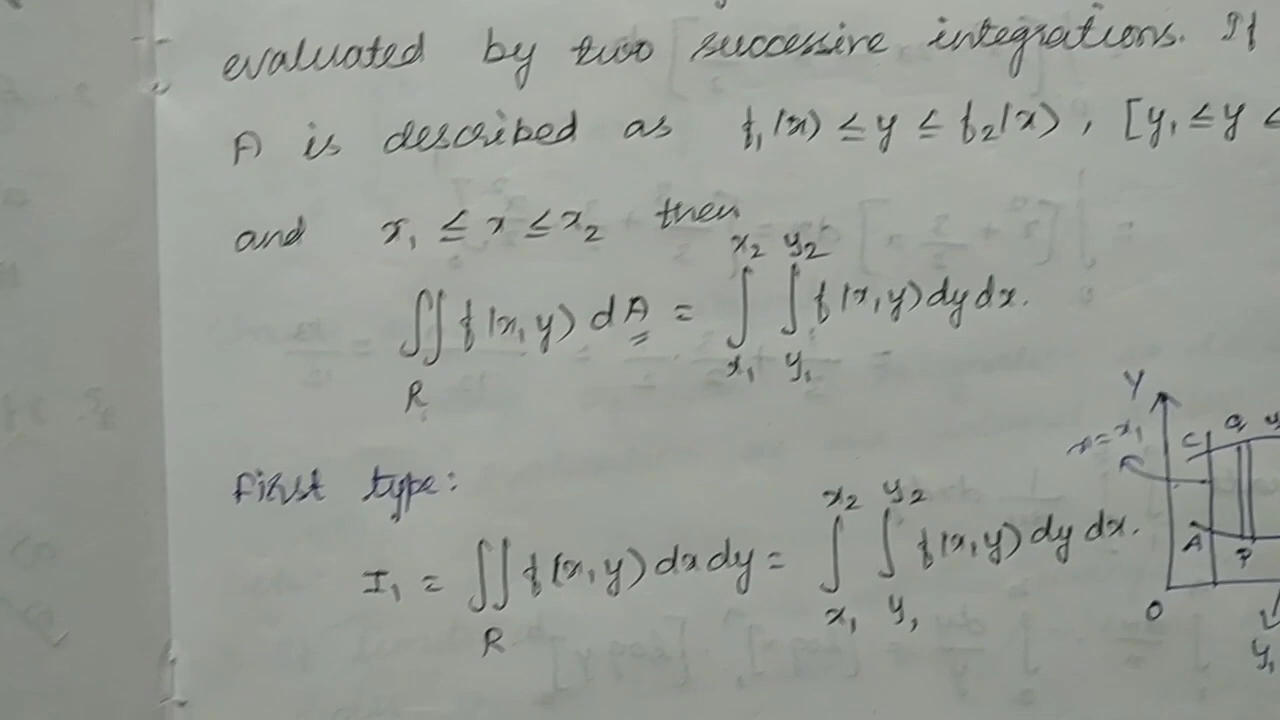 evaluated by two successive integrations. If
A is described as f₁(x) ≤ y ≤ f₂(x), [y₁ ≤ y ≤
and x₁ ≤ x ≤ x₂ then
∬_R f(x,y) dA = ∫_{x₁}^{x₂} ∫_{y₁}^{y₂} f(x,y) dy dx.
First type:
I₁ = ∬_R f(x,y) dx dy = ∫_{x₁}^{x₂} ∫_{y₁}^{y₂} f(x,y) dy dx.
Y
x = x₁
C Q
A P
O
y₁